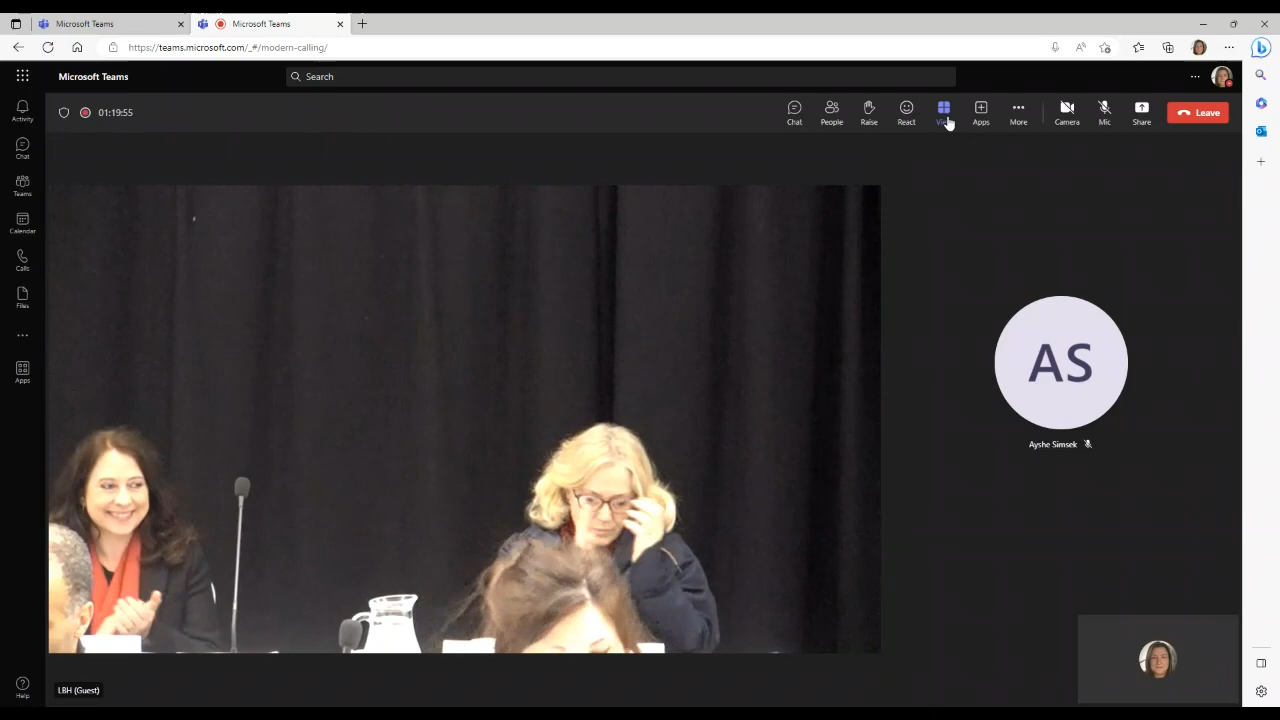 Microsoft Teams
Microsoft Teams
https://teams.microsoft.com/_#/modern-calling/
Microsoft Teams
Search
01:19:55
Chat
People
Raise
React
Apps
More
Camera
Mic
Share
Leave
Activity
Chat
Teams
Calendar
Calls
Files
Apps
Help
AS
Ayshe Simsek
LBH (Guest)